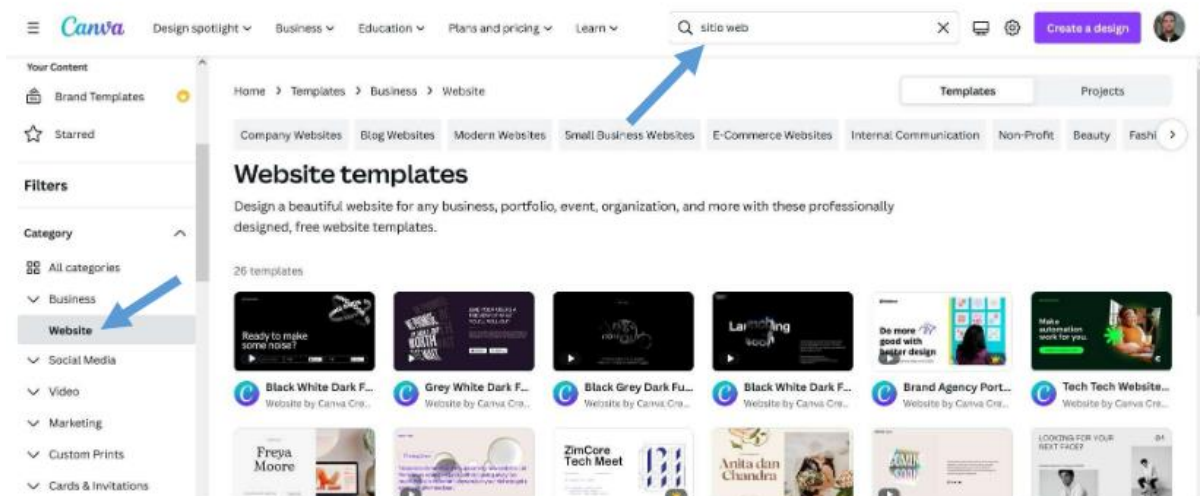 Canva
Design spotlight
Business
Education
Plans and pricing
Learn
sitio web
Create a design
Your Content
Brand Templates
Starred
Filters
Category
All categories
Business
Website
Social Media
Video
Marketing
Custom Prints
Cards & Invitations
Home > Templates > Business > Website
Templates
Projects
Company Websites
Blog Websites
Modern Websites
Small Business Websites
E-Commerce Websites
Internal Communication
Non-Profit
Beauty
Fashi
Website templates
Design a beautiful website for any business, portfolio, event, organization, and more with these professionally
designed, free website templates.
26 templates
Ready to make
some noise?
Launching
soon
Do more
good with
better design
Make
automation
work for you.
Black White Dark F...
Website by Canva Cre...
Grey White Dark F...
Website by Canva Cre...
Black Grey Dark Fu...
Website by Canva Cre...
Black White Dark F...
Website by Canva Cre...
Brand Agency Port...
Website by Canva Cre...
Tech Tech Website...
Website by Canva Cre...
Freya
Moore
ZimCore
Tech Meet
Anita dan
Chandra
LOOKING FOR YOUR
NEXT FACE?